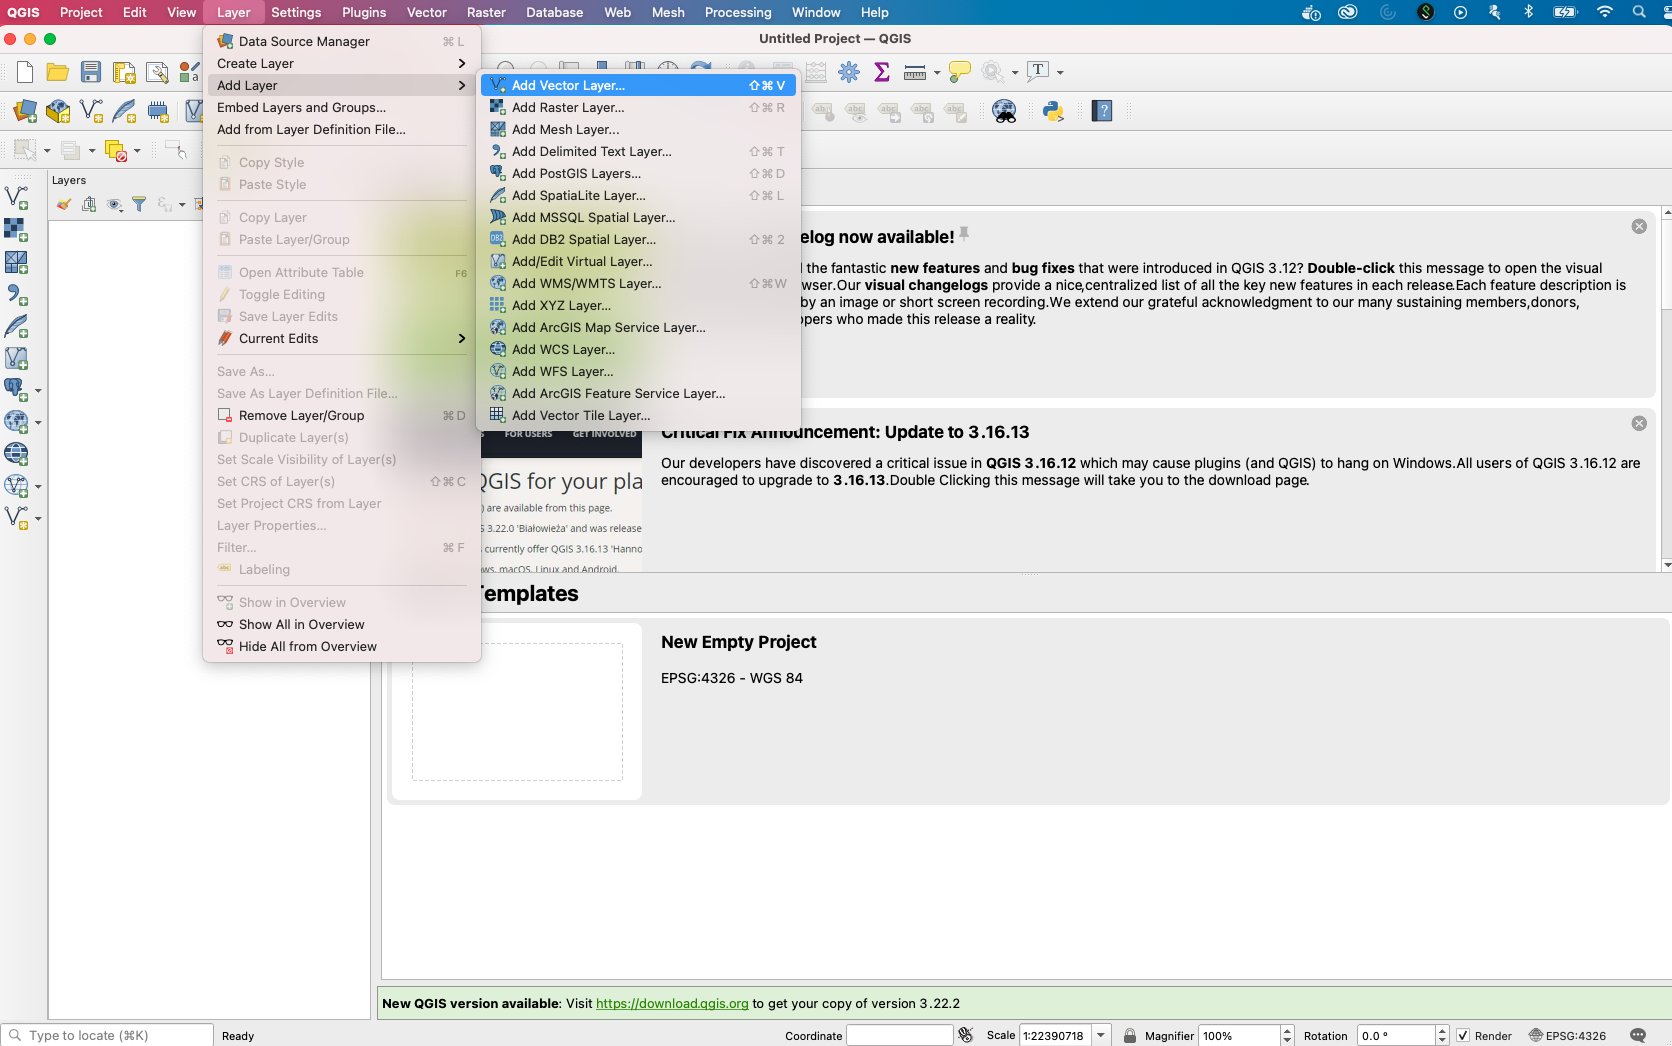 QGIS Project Edit View Layer Settings Plugins Vector Raster Database Web Mesh Processing Window Help
Untitled Project — QGIS
Data Source Manager ⌘ L
Create Layer
Add Layer
Embed Layers and Groups...
Add from Layer Definition File...
Copy Style
Paste Style
Copy Layer
Paste Layer/Group
Open Attribute Table F6
Toggle Editing
Save Layer Edits
Current Edits
Save As...
Save As Layer Definition File...
Remove Layer/Group ⌘ D
Duplicate Layer(s)
Set Scale Visibility of Layer(s)
Set CRS of Layer(s) ⇧ ⌘ C
Set Project CRS from Layer
Layer Properties...
Filter... ⌘ F
Labeling
Show in Overview
Show All in Overview
Hide All from Overview
Add Vector Layer... ⇧ ⌘ V
Add Raster Layer... ⇧ ⌘ R
Add Mesh Layer...
Add Delimited Text Layer... ⇧ ⌘ T
Add PostGIS Layers... ⇧ ⌘ D
Add SpatiaLite Layer... ⇧ ⌘ L
Add MSSQL Spatial Layer...
Add DB2 Spatial Layer... ⇧ ⌘ 2
Add/Edit Virtual Layer...
Add WMS/WMTS Layer... ⇧ ⌘ W
Add XYZ Layer...
Add ArcGIS Map Service Layer...
Add WCS Layer...
Add WFS Layer...
Add ArcGIS Feature Service Layer...
Add Vector Tile Layer...
Layers
elog now available!
the fantastic new features and bug fixes that were introduced in QGIS 3.12? Double-click this message to open the visual
wser.Our visual changelogs provide a nice,centralized list of all the key new features in each release.Each feature description is
by an image or short screen recording.We extend our grateful acknowledgment to our many sustaining members,donors,
pers who made this release a reality.
FOR USERS GET INVOLVED
QGIS for your pla
) are available from this page.
S 3.22.0 'Białowieża' and was release
currently offer QGIS 3.16.13 'Hanno
ws, macOS, Linux and Android.
Critical Fix Announcement: Update to 3.16.13
Our developers have discovered a critical issue in QGIS 3.16.12 which may cause plugins (and QGIS) to hang on Windows.All users of QGIS 3.16.12 are
encouraged to upgrade to 3.16.13.Double Clicking this message will take you to the download page.
Templates
New Empty Project
EPSG:4326 - WGS 84
New QGIS version available: Visit https://download.qgis.org to get your copy of version 3.22.2
Type to locate (⌘K) Ready Coordinate Scale 1:22390718 Magnifier 100% Rotation 0.0 ° Render EPSG:4326